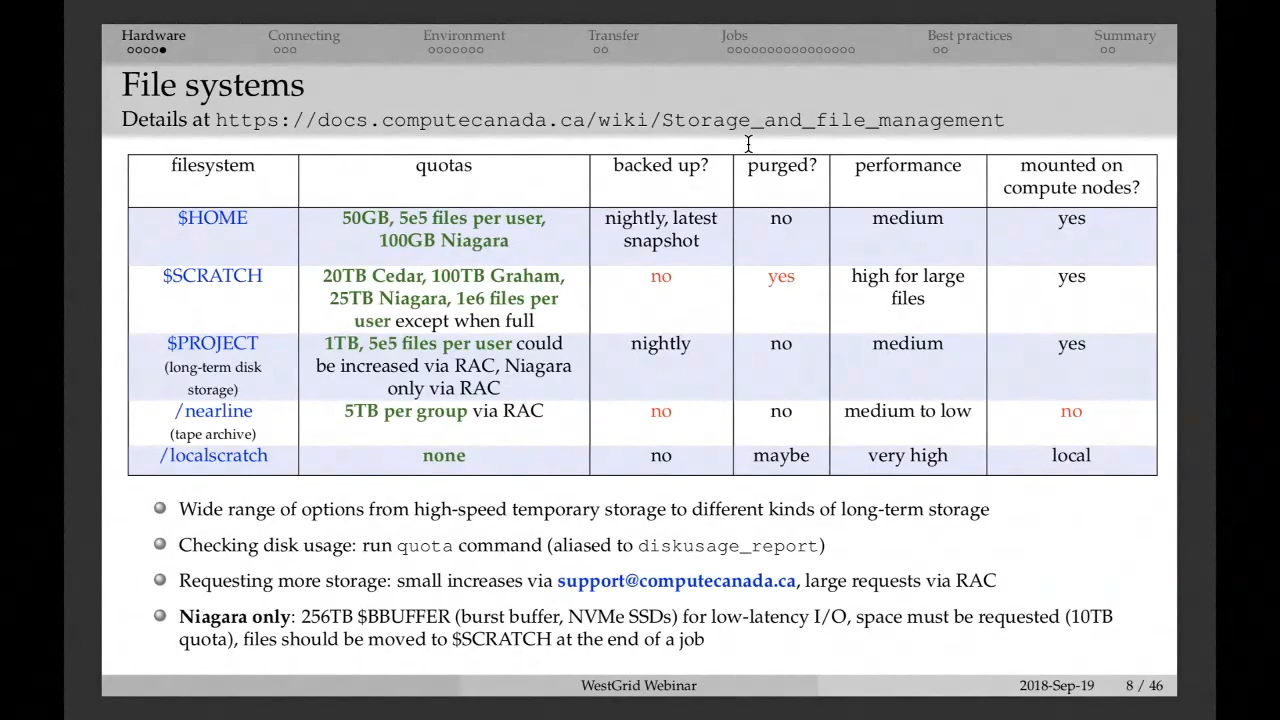 Hardware Connecting Environment Transfer Jobs Best practices Summary
File systems
Details at https://docs.computecanada.ca/wiki/Storage_and_file_management
filesystem quotas backed up? purged? performance mounted on compute nodes?
$HOME 50GB, 5e5 files per user, 100GB Niagara nightly, latest snapshot no medium yes
$SCRATCH 20TB Cedar, 100TB Graham, 25TB Niagara, 1e6 files per user except when full no yes high for large files yes
$PROJECT (long-term disk storage) 1TB, 5e5 files per user could be increased via RAC, Niagara only via RAC nightly no medium yes
/nearline (tape archive) 5TB per group via RAC no no medium to low no
/localscratch none no maybe very high local
Wide range of options from high-speed temporary storage to different kinds of long-term storage
Checking disk usage: run quota command (aliased to diskusage_report)
Requesting more storage: small increases via support@computecanada.ca, large requests via RAC
Niagara only: 256TB $BBUFFER (burst buffer, NVMe SSDs) for low-latency I/O, space must be requested (10TB
quota), files should be moved to $SCRATCH at the end of a job
WestGrid Webinar 2018-Sep-19 8 / 46